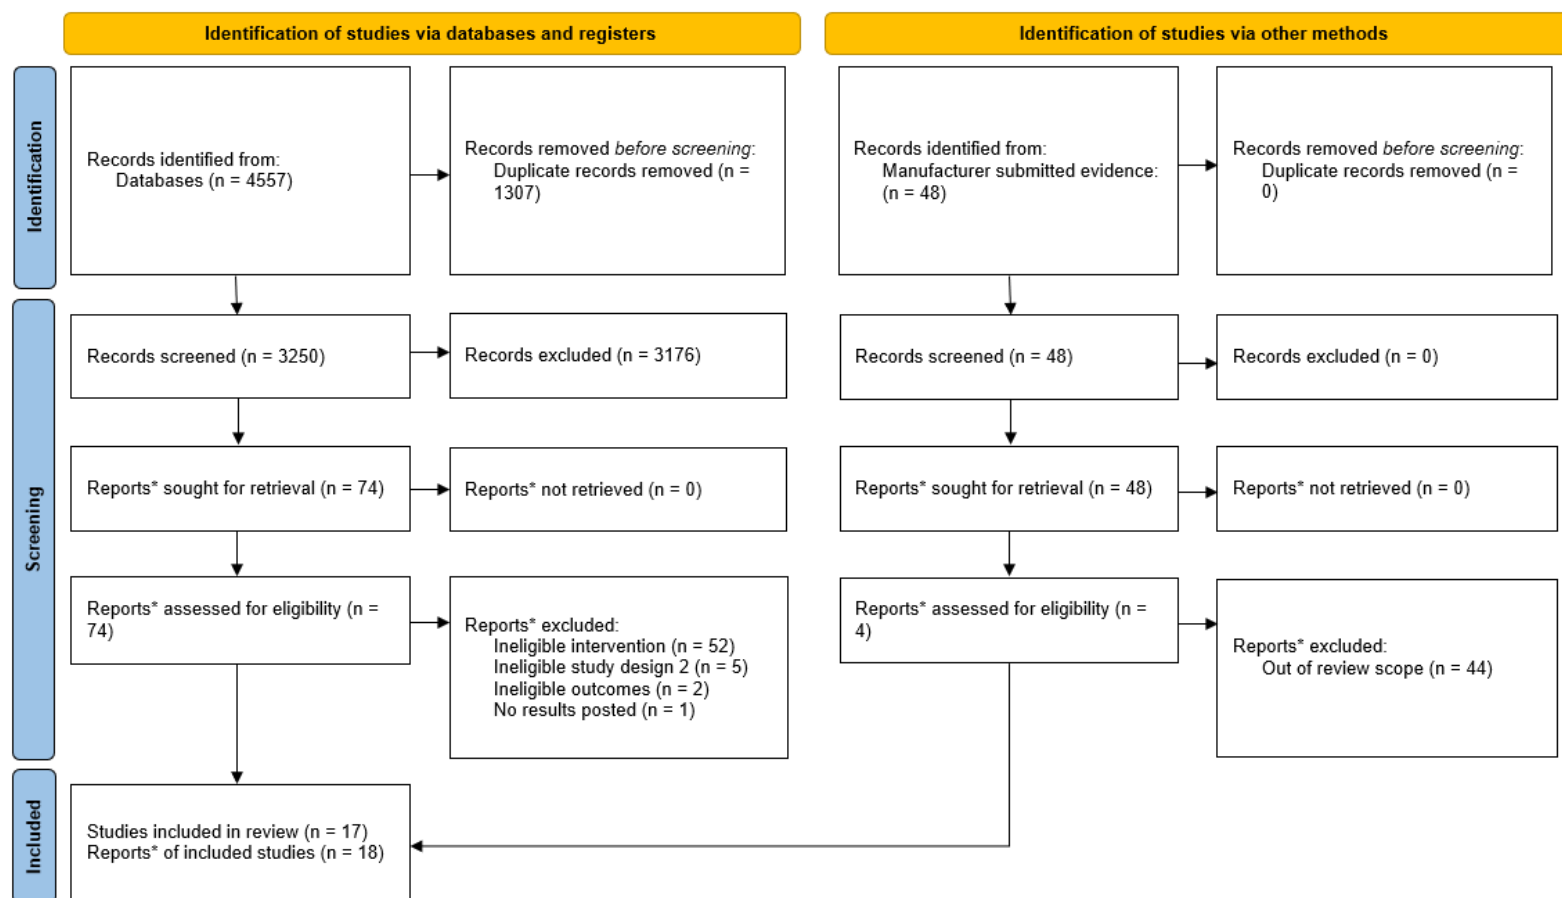 Identification of studies via databases and registers
Identification of studies via other methods
Identification
Records identified from:
Databases (n = 4557)
Records removed before screening:
Duplicate records removed (n =
1307)
Records identified from:
Manufacturer submitted evidence:
(n = 48)
Records removed before screening:
Duplicate records removed (n =
0)
Screening
Records screened (n = 3250)
Records excluded (n = 3176)
Records screened (n = 48)
Records excluded (n = 0)
Reports* sought for retrieval (n = 74)
Reports* not retrieved (n = 0)
Reports* sought for retrieval (n = 48)
Reports* not retrieved (n = 0)
Reports* assessed for eligibility (n =
74)
Reports* excluded:
Ineligible intervention (n = 52)
Ineligible study design 2 (n = 5)
Ineligible outcomes (n = 2)
No results posted (n = 1)
Reports* assessed for eligibility (n =
4)
Reports* excluded:
Out of review scope (n = 44)
Included
Studies included in review (n = 17)
Reports* of included studies (n = 18)